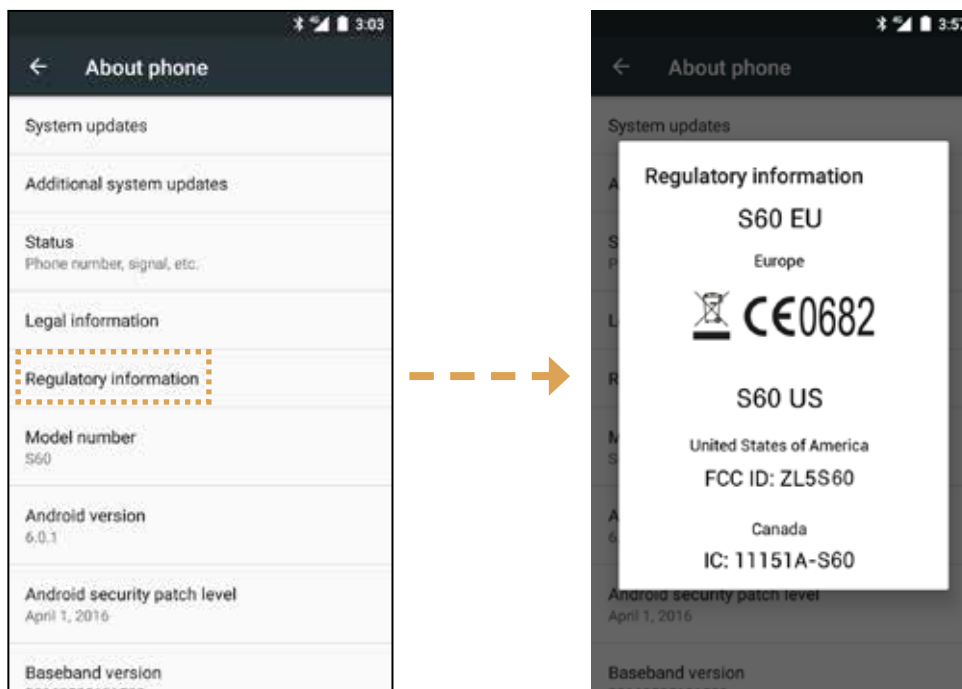 3:03
About phone
System updates
Additional system updates
Status
Phone number, signal, etc.
Legal information
Regulatory information
Model number
S60
Android version
6.0.1
Android security patch level
April 1, 2016
Baseband version
3:57
About phone
System updates
Regulatory information
S60 EU
Europe
CE0682
S60 US
United States of America
FCC ID: ZL5S60
Canada
IC: 11151A-S60
Android security patch level
April 1, 2016
Baseband version